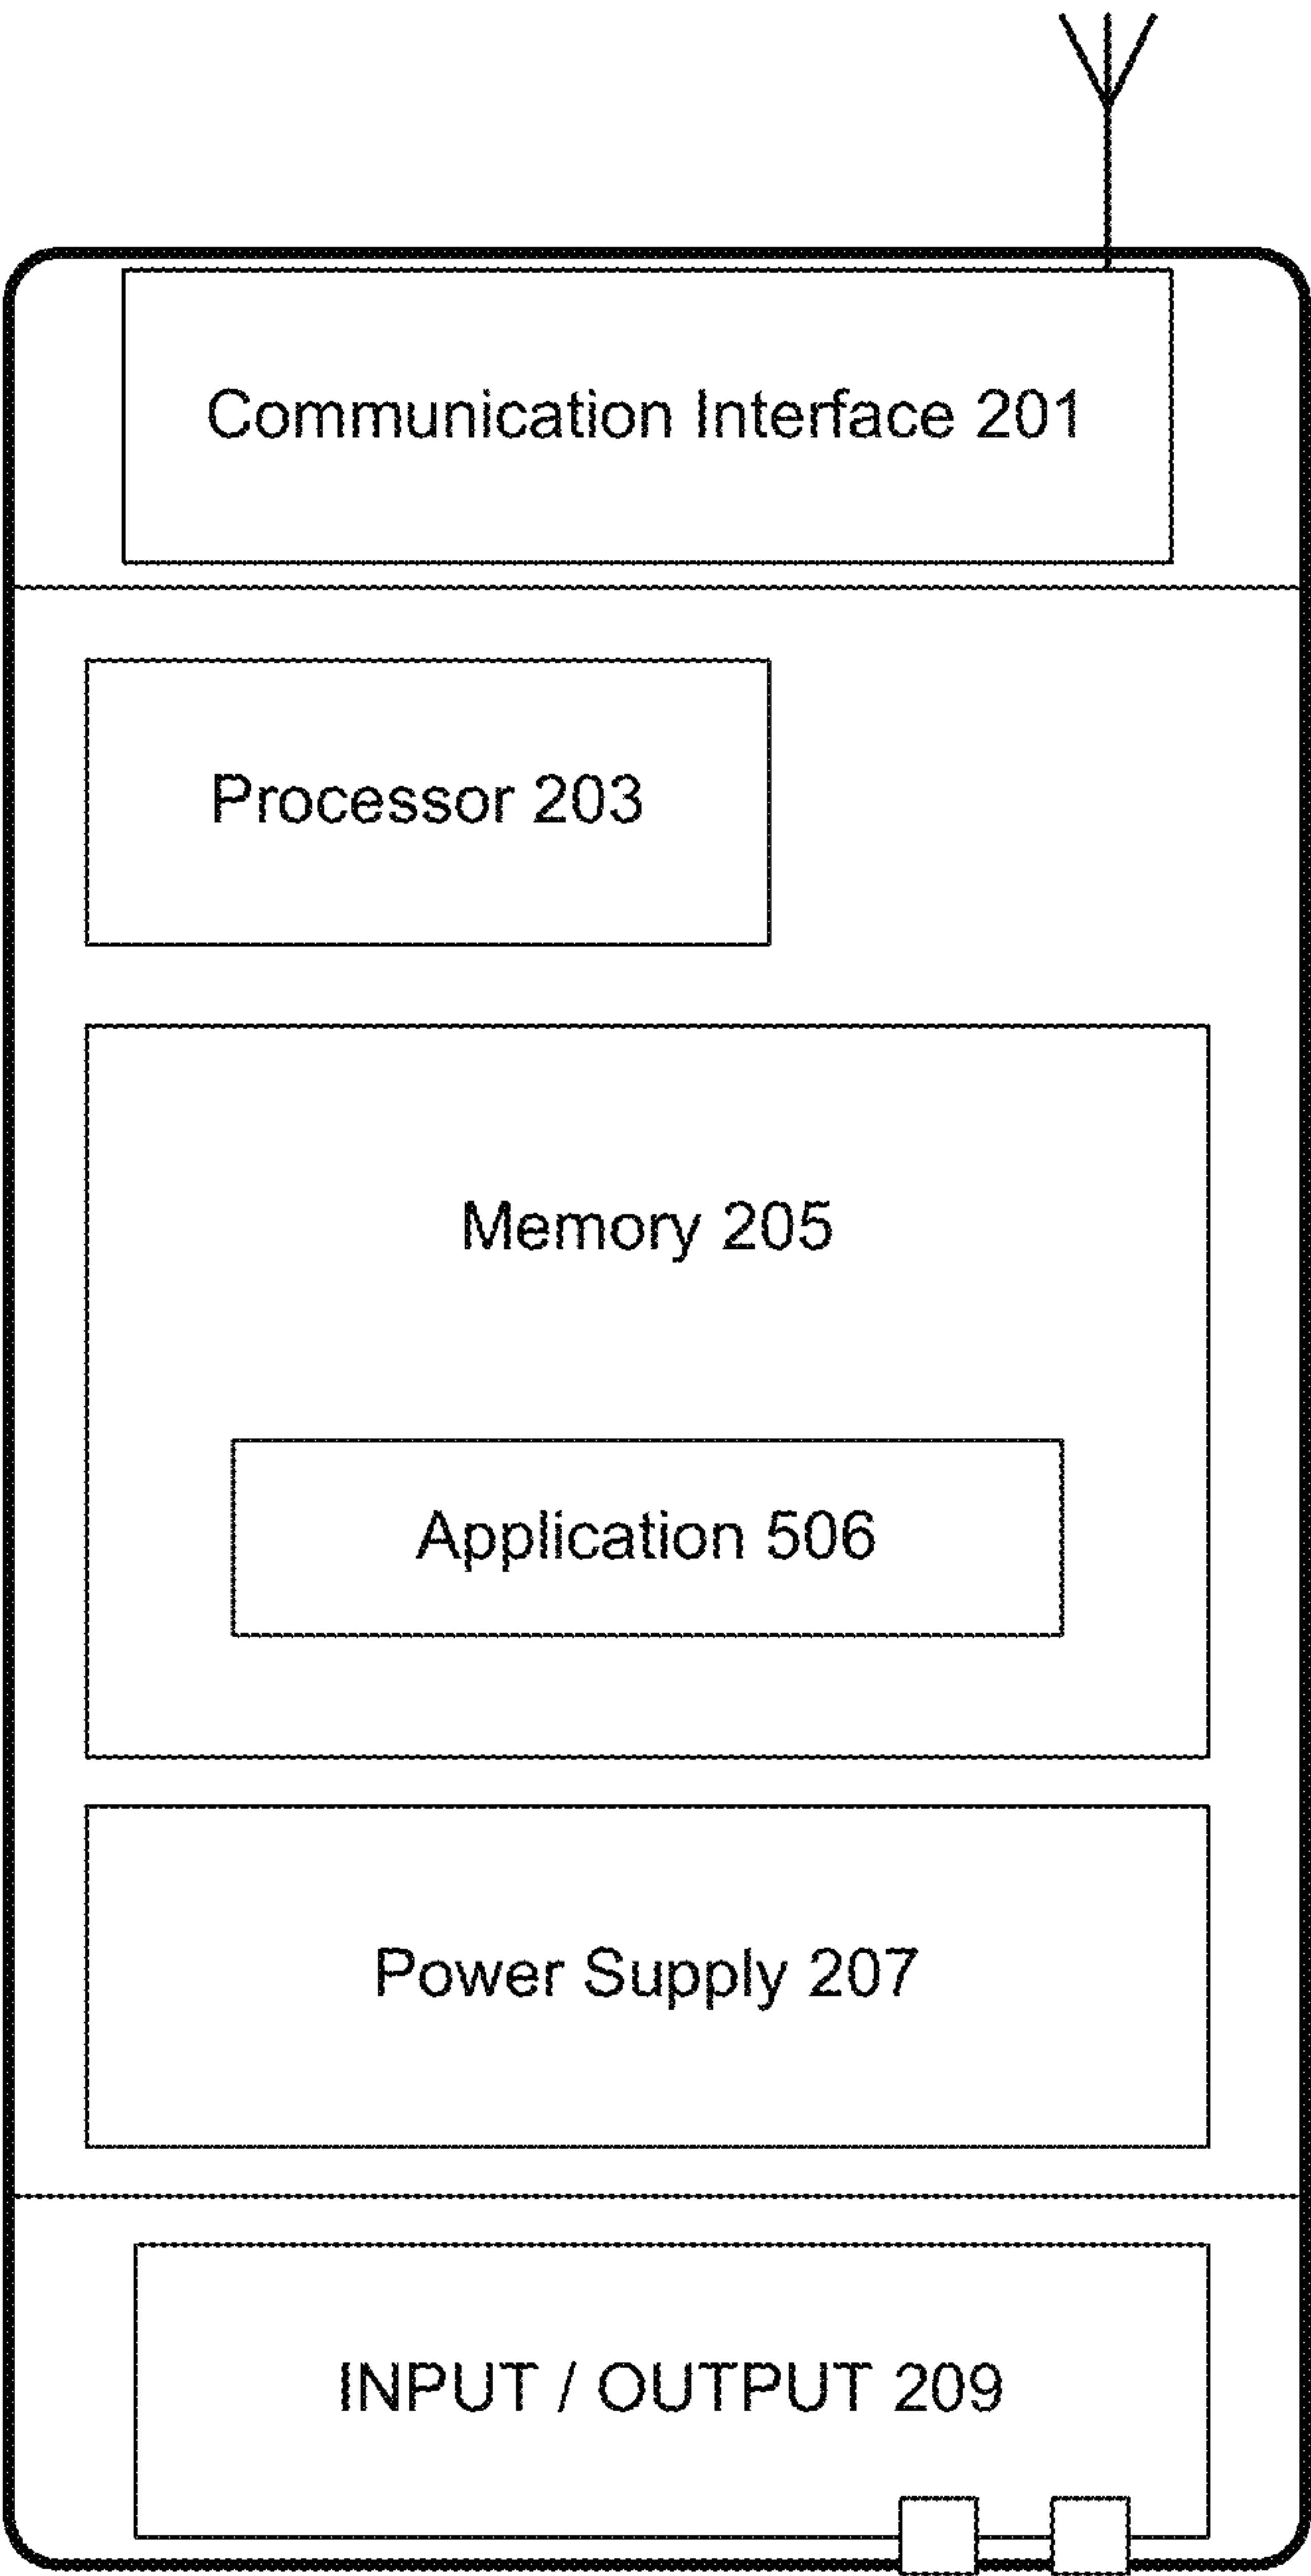 Communication Interface 201
Processor 203
Memory 205
Application 506
Power Supply 207
INPUT / OUTPUT 209